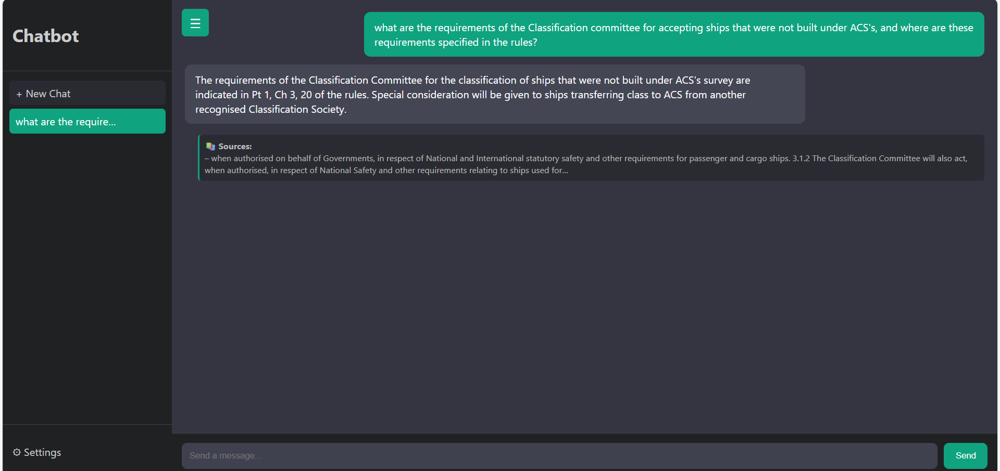 Chatbot
+ New Chat
what are the require...
⚙ Settings
☰
what are the requirements of the Classification committee for accepting ships that were not built under ACS's, and where are these
requirements specified in the rules?
The requirements of the Classification Committee for the classification of ships that were not built under ACS's survey are
indicated in Pt 1, Ch 3, 20 of the rules. Special consideration will be given to ships transferring class to ACS from another
recognised Classification Society.
📚 Sources:
– when authorised on behalf of Governments, in respect of National and International statutory safety and other requirements for passenger and cargo ships. 3.1.2 The Classification Committee will also act,
when authorised, in respect of National Safety and other requirements relating to ships used for...
Send a message...
Send